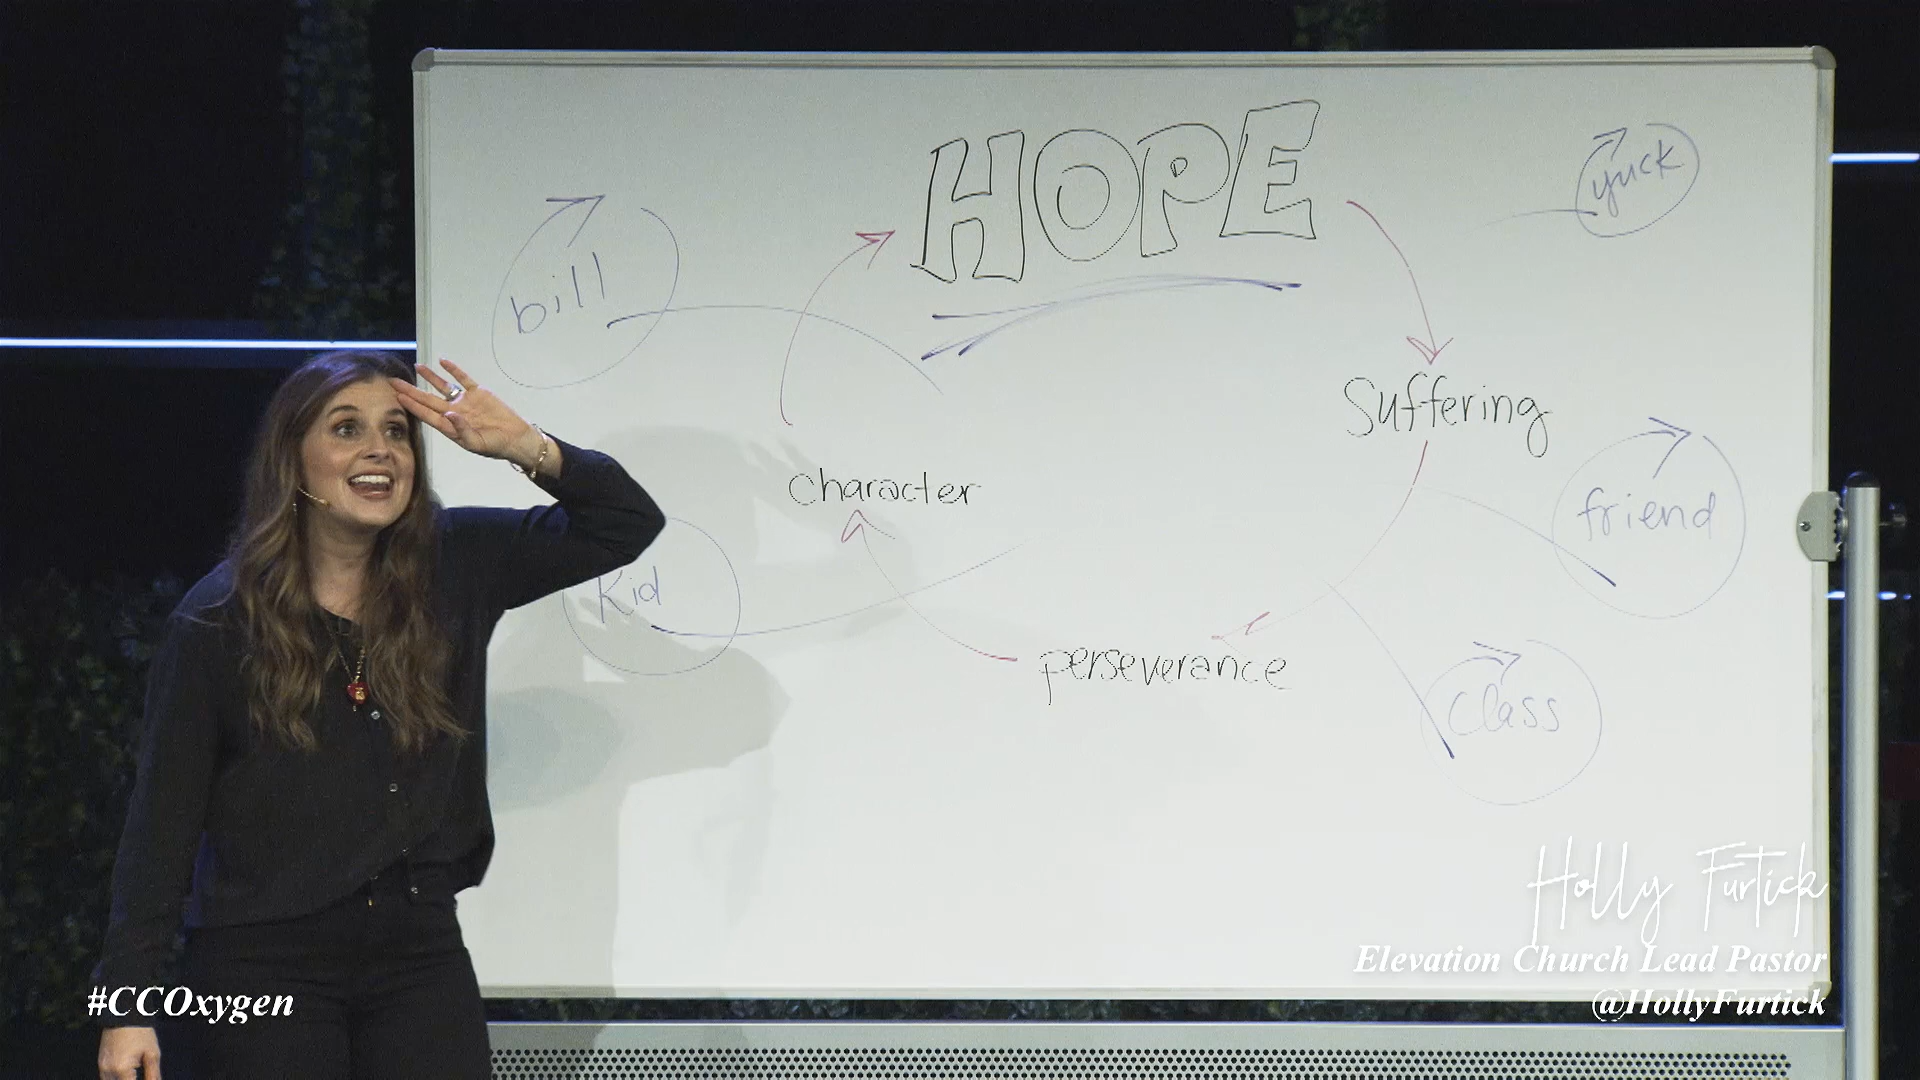 HOPE
yuck
bill
Suffering
character
friend
Kid
perseverance
Class
Holly Furtick
Elevation Church Lead Pastor
#CCOxygen
@HollyFurtick